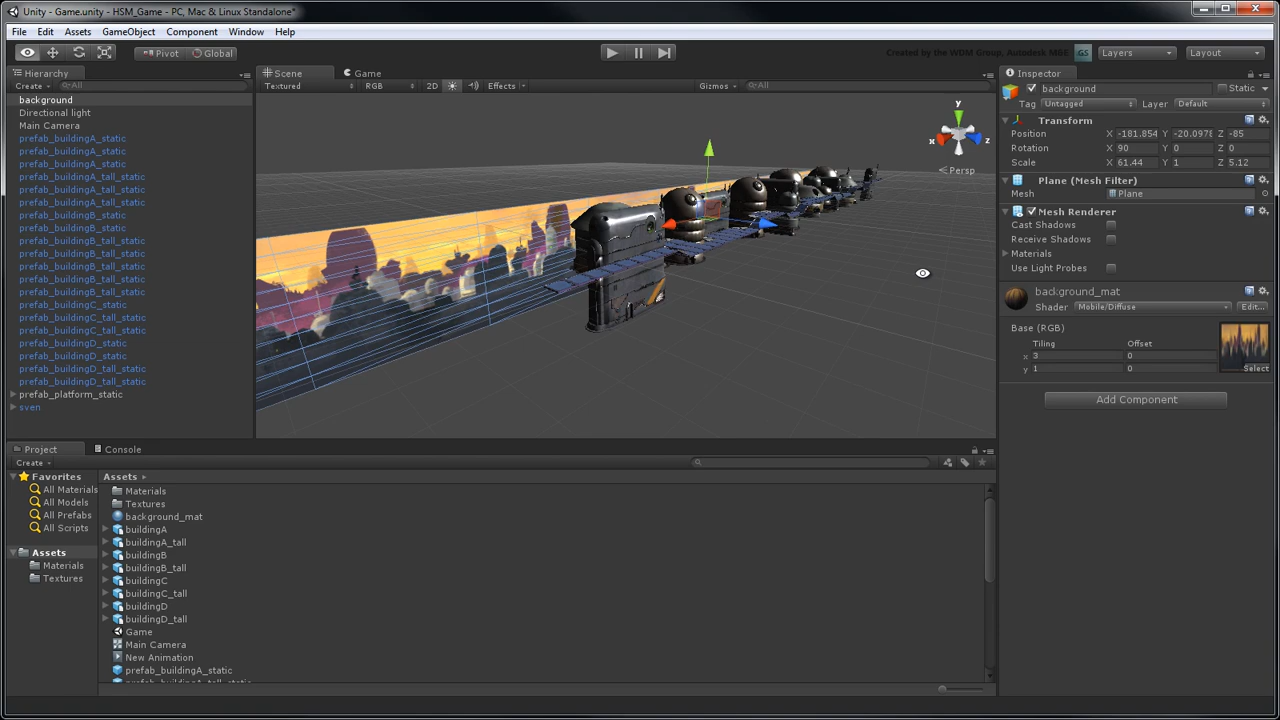 Unity - Game.unity - HSM_Game - PC, Mac & Linux Standalone*
File Edit Assets GameObject Component Window Help
Pivot Global Created by the WDM Group, Autodesk MBE GS Layers Layout
Hierarchy
Create All
background
Directional light
Main Camera
prefab_buildingA_static
prefab_buildingA_static
prefab_buildingA_static
prefab_buildingA_tall_static
prefab_buildingA_tall_static
prefab_buildingA_tall_static
prefab_buildingB_static
prefab_buildingB_static
prefab_buildingB_tall_static
prefab_buildingB_tall_static
prefab_buildingB_tall_static
prefab_buildingB_tall_static
prefab_buildingB_tall_static
prefab_buildingC_static
prefab_buildingC_tall_static
prefab_buildingC_tall_static
prefab_buildingD_static
prefab_buildingD_static
prefab_buildingD_tall_static
prefab_buildingD_tall_static
prefab_platform_static
sven
Scene Game
Textured RGB 2D Effects Gizmos All
y
x z
Persp
Inspector
background Static
Tag Untagged Layer Default
Transform
Position X -181.854 Y -20.0978 Z -85
Rotation X 90 Y 0 Z 0
Scale X 61.44 Y 1 Z 5.12
Plane (Mesh Filter)
Mesh Plane
Mesh Renderer
Cast Shadows
Receive Shadows
Materials
Use Light Probes
background_mat
Shader Mobile/Diffuse Edit...
Base (RGB)
Tiling Offset
x 3 0
y 1 0
Select
Add Component
Project Console
Create
Favorites
All Materials
All Models
All Prefabs
All Scripts
Assets
Materials
Textures
Assets
Materials
Textures
background_mat
buildingA
buildingA_tall
buildingB
buildingB_tall
buildingC
buildingC_tall
buildingD
buildingD_tall
Game
Main Camera
New Animation
prefab_buildingA_static
prefab_buildingA_tall_static